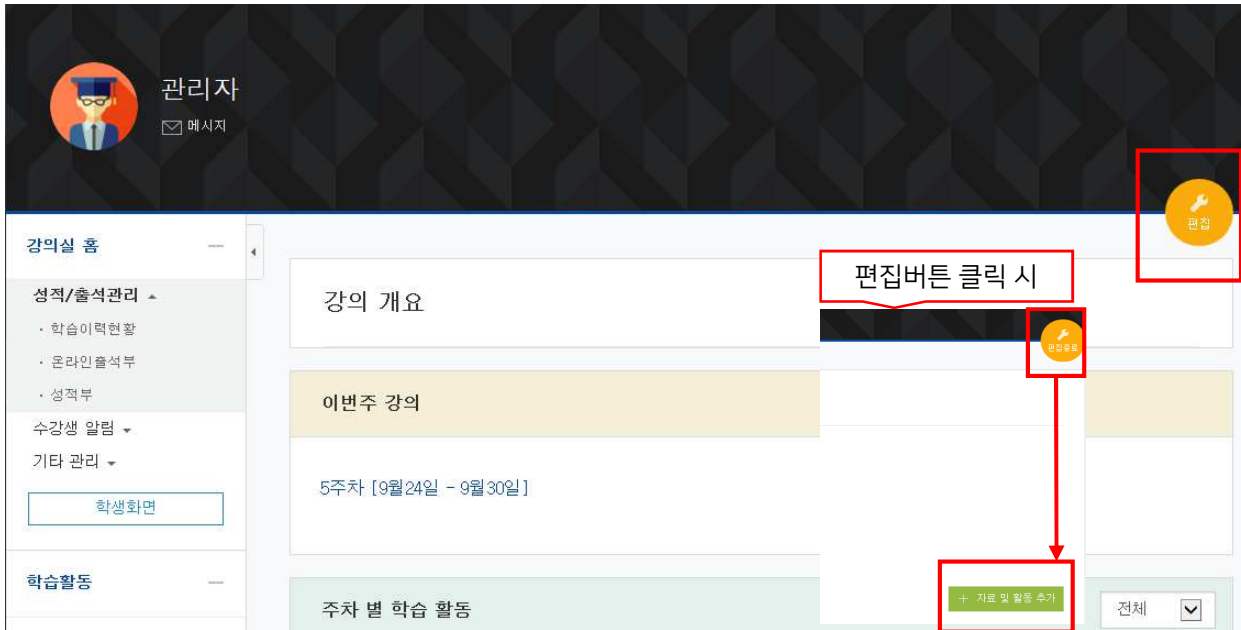 관리자
메시지
편집
강의실 홈
성적/출석관리
학습이력현황
온라인출석부
성적부
수강생 알림
기타 관리
학생화면
학습활동
강의 개요
편집버튼 클릭 시
편집종료
이번주 강의
5주차 [9월24일 - 9월30일]
주차 별 학습 활동
+ 자료 및 활동 추가
전체